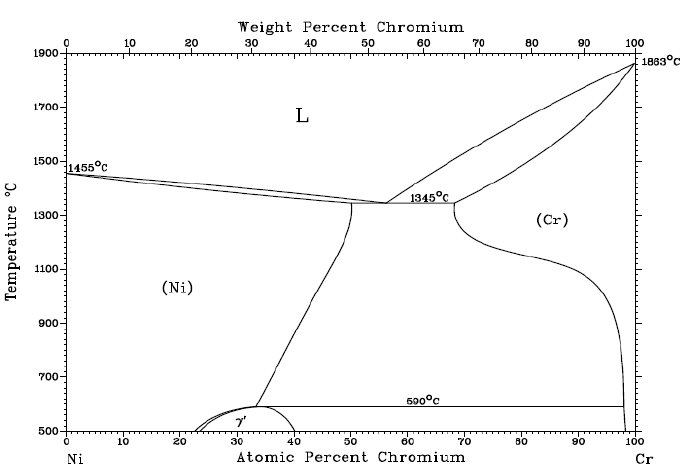 Weight Percent Chromium
0 10 20 30 40 50 60 70 80 90 100
1900
1863°C
1700
L
1500
1455°C
1345°C
1300
(Cr)
Temperature °C
1100
(Ni)
900
700
590°C
γ'
500
0 10 20 30 40 50 60 70 80 90 100
Ni Atomic Percent Chromium Cr